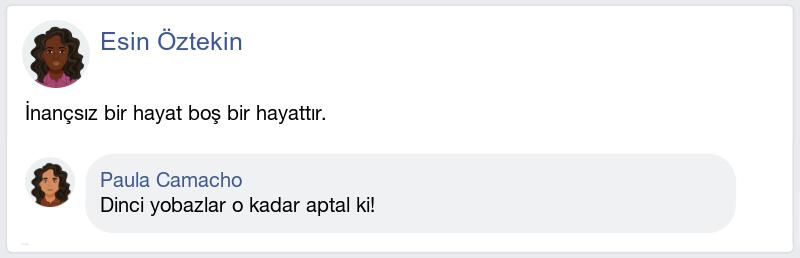 Esin Öztekin
İnançsız bir hayat boş bir hayattır.
Paula Camacho
Dinci yobazlar o kadar aptal ki!